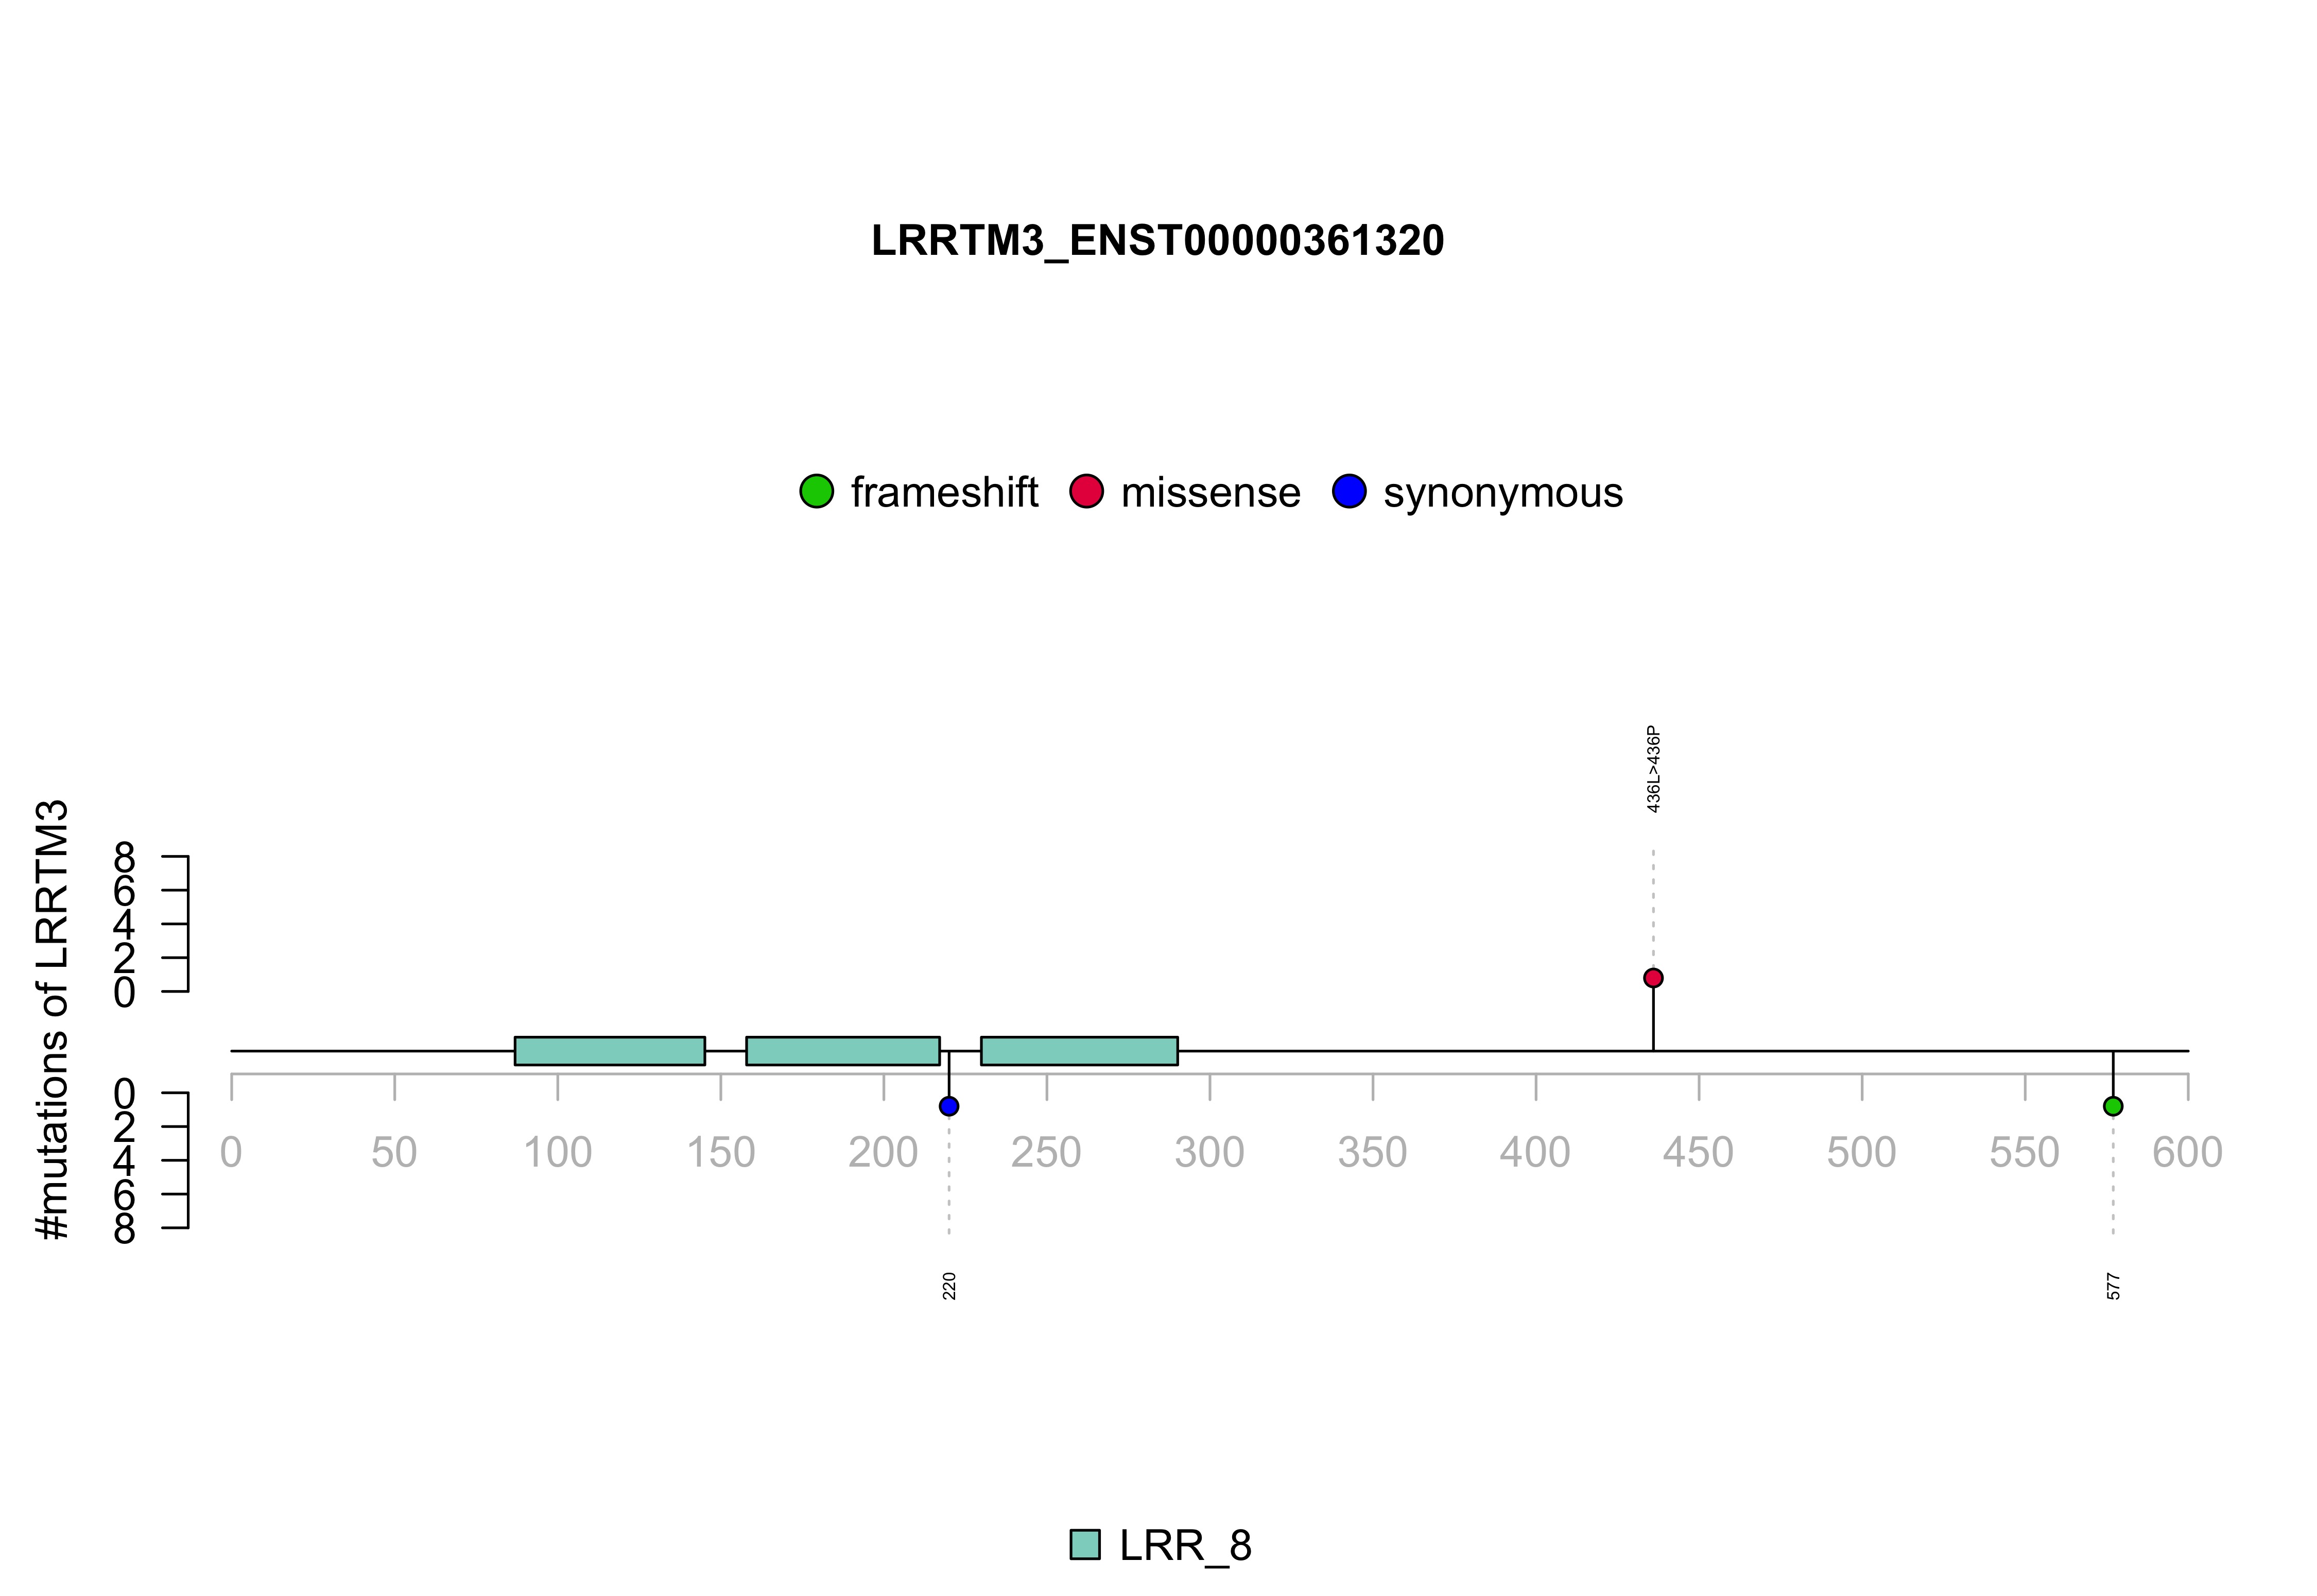 LRRTM3_ENST00000361320
frameshift missense synonymous
436L>436P
#mutations of LRRTM3
8
6
4
2
0
0
2
4
6
8
0 50 100 150 200 250 300 350 400 450 500 550 600
220 577
LRR_8